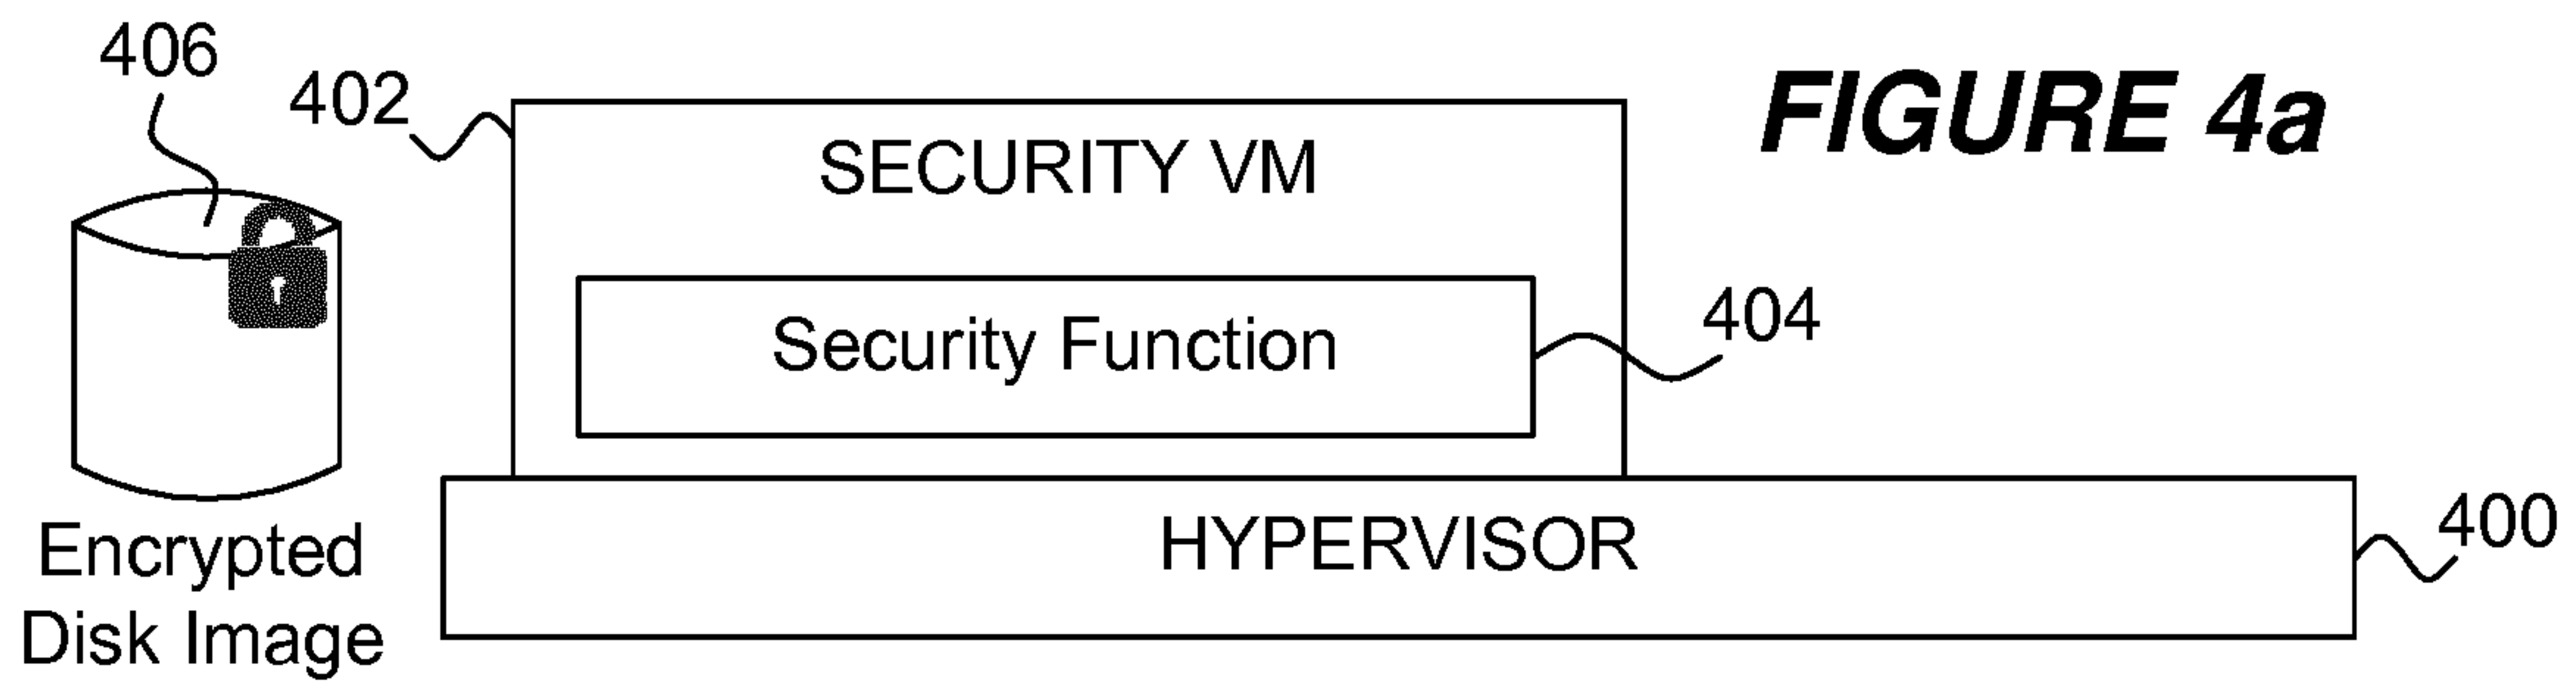 406
402
FIGURE 4a
SECURITY VM
Security Function
404
HYPERVISOR
400
Encrypted
Disk Image